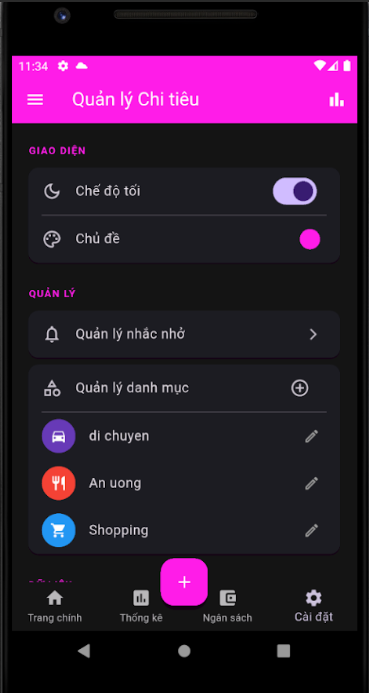 11:34
Quản lý Chi tiêu
GIAO DIỆN
Chế độ tối
Chủ đề
QUẢN LÝ
Quản lý nhắc nhở
Quản lý danh mục
di chuyen
An uong
Shopping
Trang chính
Thống kê
Ngân sách
Cài đặt